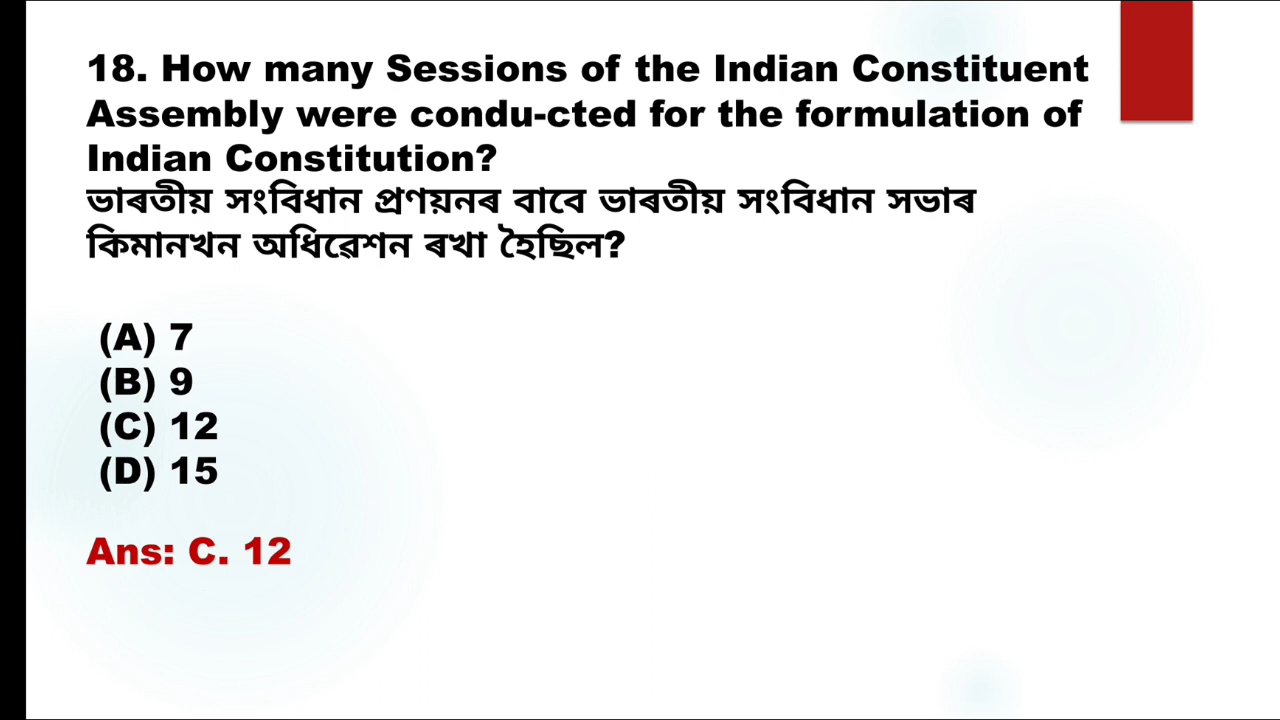 18. How many Sessions of the Indian Constituent
Assembly were condu-cted for the formulation of
Indian Constitution?
ভাৰতীয় সংবিধান প্ৰণয়নৰ বাবে ভাৰতীয় সংবিধান সভাৰ
কিমানখন অধিৱেশন ৰখা হৈছিল?
(A) 7
(B) 9
(C) 12
(D) 15
Ans: C. 12